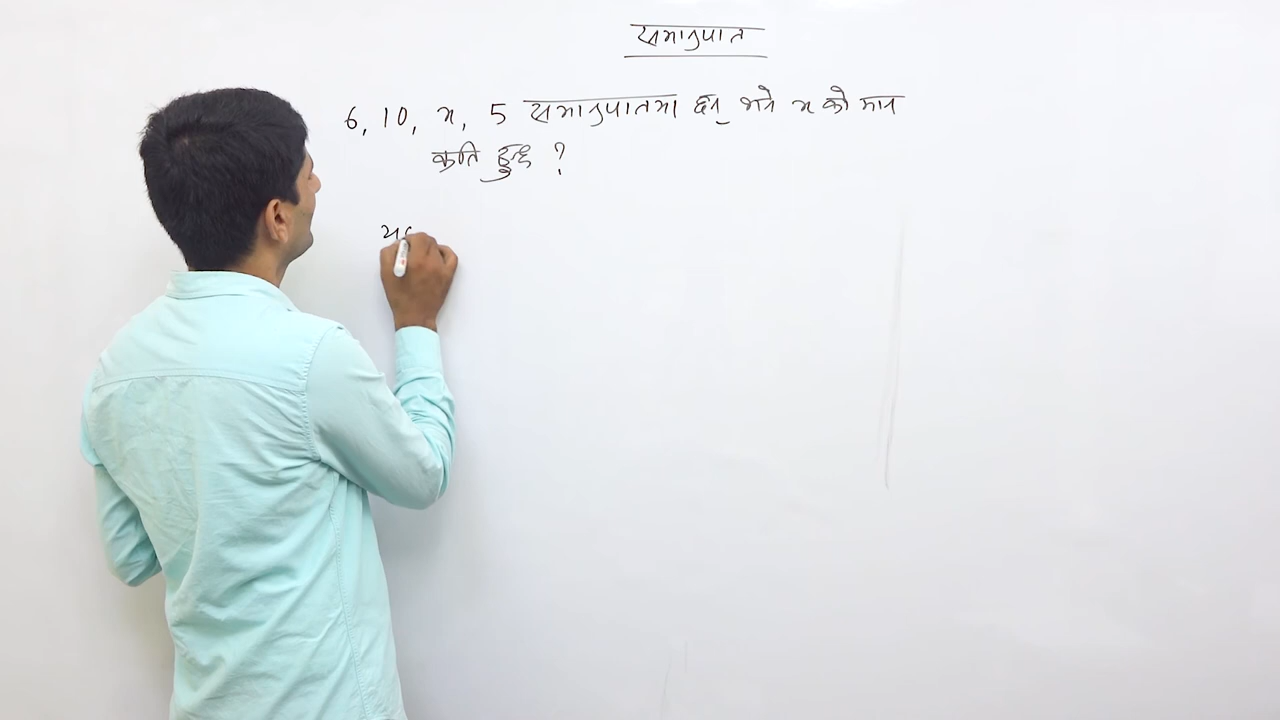 समानुपात
6, 10, x, 5 समानुपातमा छन् भने x को मान
कति हुन्छ ?